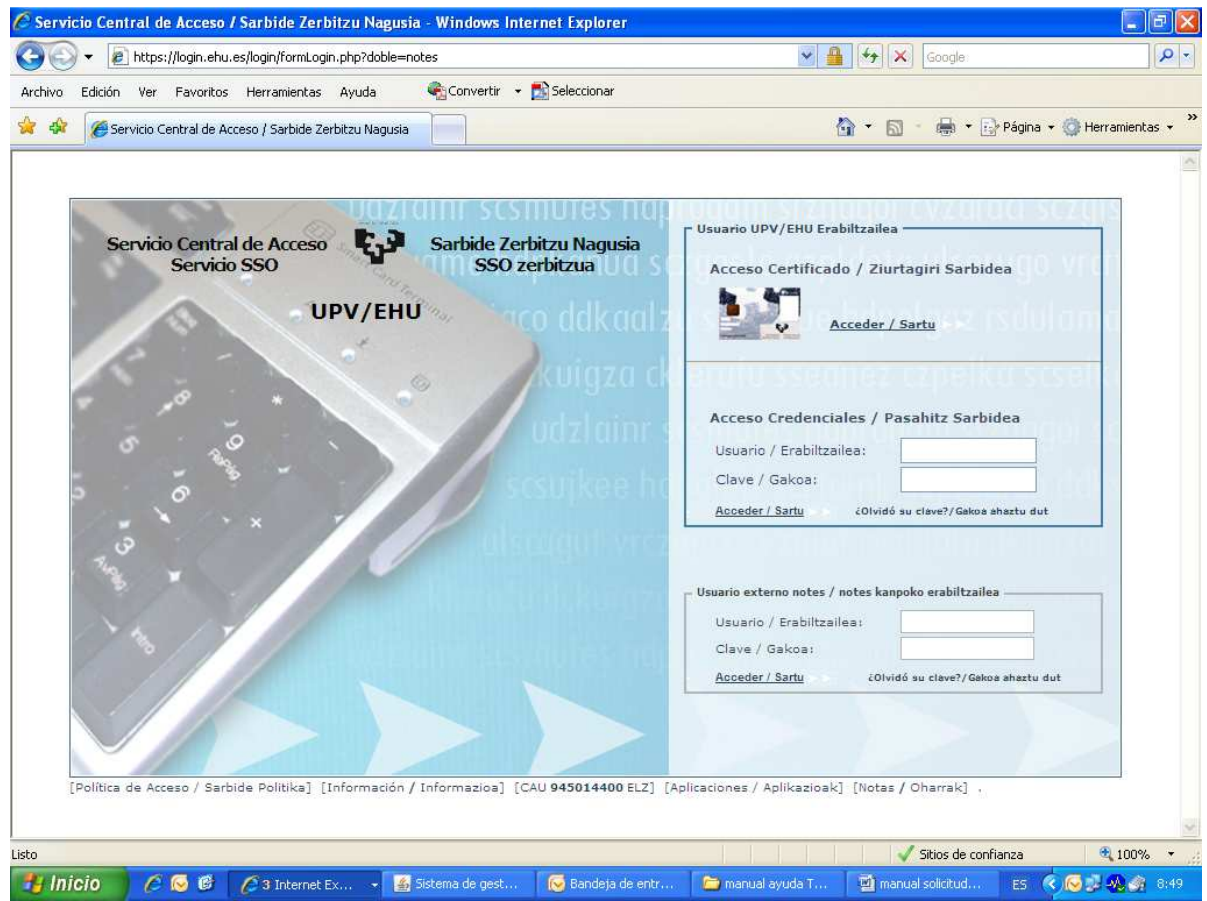 Servicio Central de Acceso / Sarbide Zerbitzu Nagusia - Windows Internet Explorer
https://login.ehu.es/login/formLogin.php?doble=notes
Google
Archivo Edición Ver Favoritos Herramientas Ayuda Convertir Seleccionar
Servicio Central de Acceso / Sarbide Zerbitzu Nagusia
Página Herramientas
Servicio Central de Acceso
Servicio SSO
Sarbide Zerbitzu Nagusia
SSO zerbitzua
UPV/EHU
Smart Card Terminal
Usuario UPV/EHU Erabiltzailea
Acceso Certificado / Ziurtagiri Sarbidea
Acceder / Sartu
Acceso Credenciales / Pasahitz Sarbidea
Usuario / Erabiltzailea:
Clave / Gakoa:
Acceder / Sartu ¿Olvidó su clave?/Gakoa ahaztu dut
Usuario externo notes / notes kanpoko erabiltzailea
Usuario / Erabiltzailea:
Clave / Gakoa:
Acceder / Sartu ¿Olvidó su clave?/Gakoa ahaztu dut
[Política de Acceso / Sarbide Politika] [Información / Informazioa] [CAU 945014400 ELZ] [Aplicaciones / Aplikazioak] [Notas / Oharrak] .
Listo
Sitios de confianza
100%
Inicio
3 Internet Ex...
Sistema de gest...
Bandeja de entr...
manual ayuda T...
manual solicitud...
ES
8:49